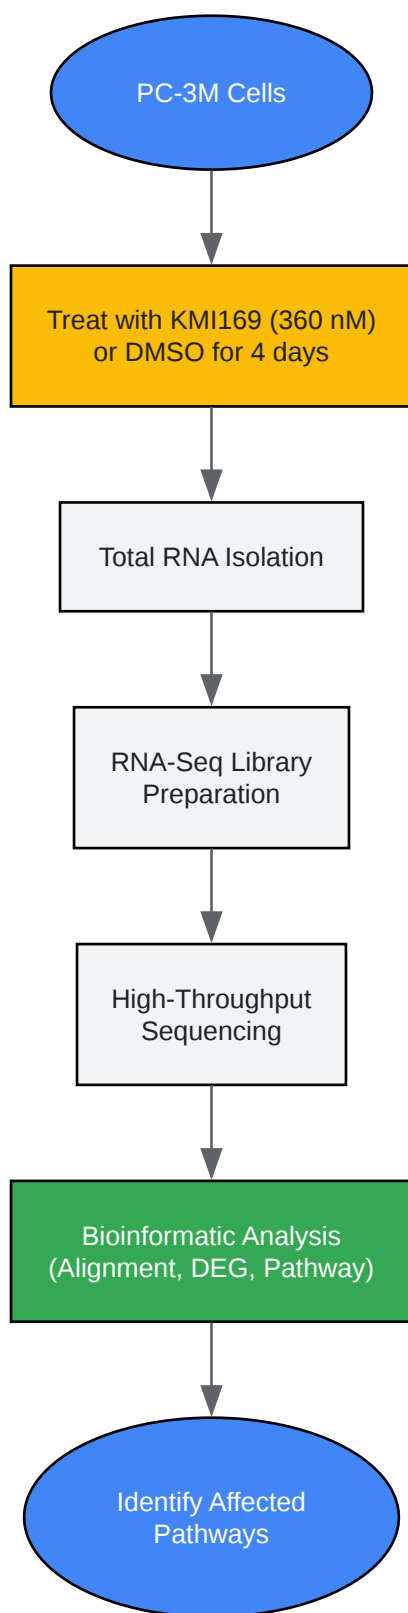 PC-3M Cells
Treat with KMI169 (360 nM)
or DMSO for 4 days
Total RNA Isolation
RNA-Seq Library
Preparation
High-Throughput
Sequencing
Bioinformatic Analysis
(Alignment, DEG, Pathway)
Identify Affected
Pathways